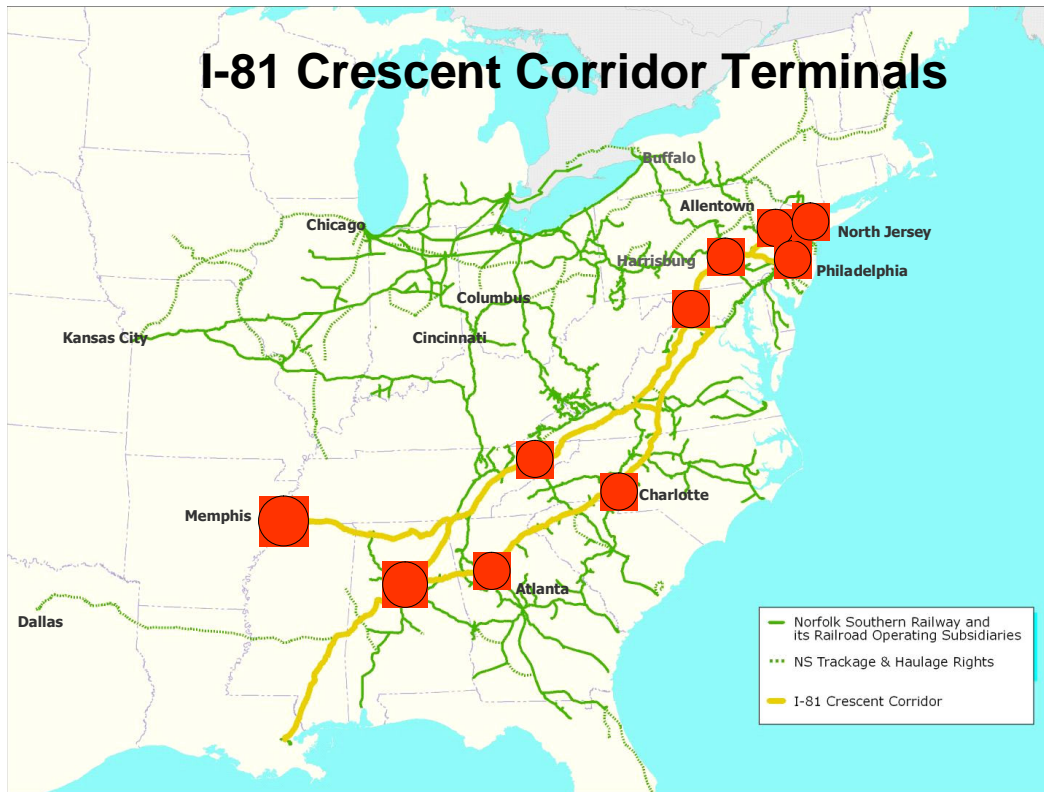 I-81 Crescent Corridor Terminals
Buffalo
Allentown
North Jersey
Chicago
Harrisburg
Philadelphia
Columbus
Kansas City
Cincinnati
Charlotte
Memphis
Atlanta
Dallas
Norfolk Southern Railway and
its Railroad Operating Subsidiaries
NS Trackage & Haulage Rights
I-81 Crescent Corridor